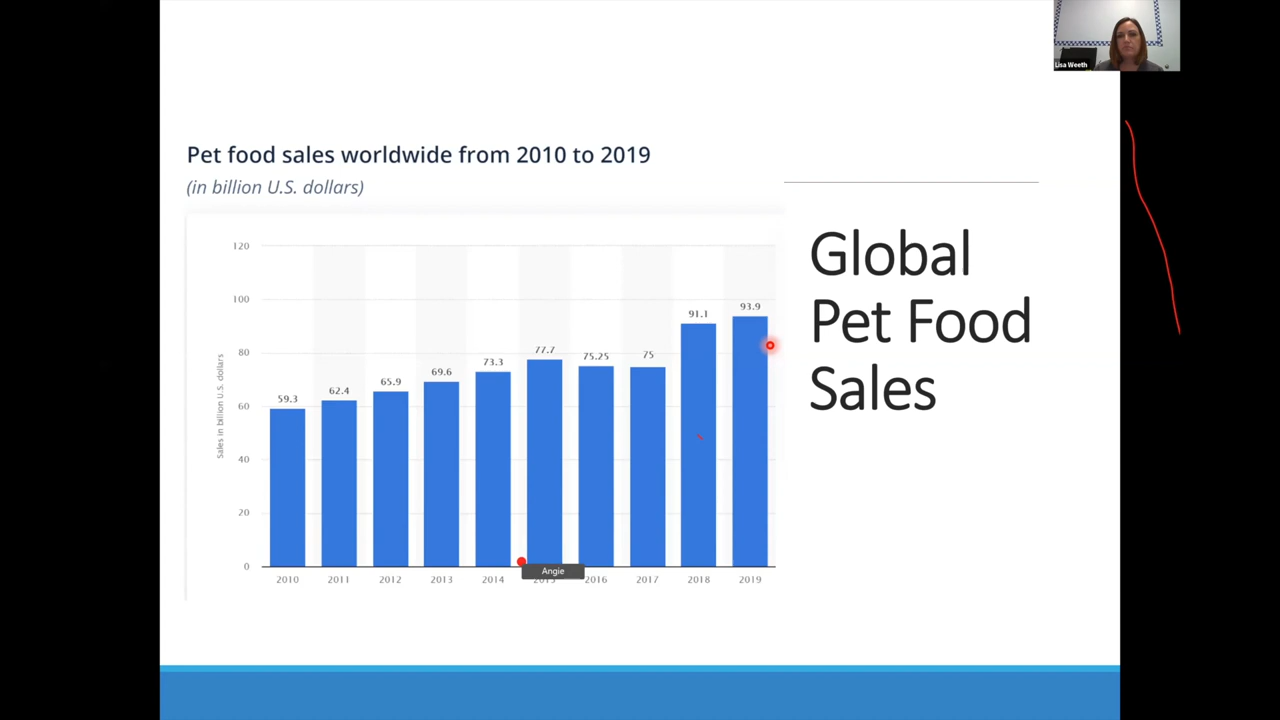 Lisa Weeth
Pet food sales worldwide from 2010 to 2019
(in billion U.S. dollars)
Global
Pet Food
Sales
Sales in billion U.S. dollars
120
100
80
60
40
20
0
59.3
62.4
65.9
69.6
73.3
77.7
75.25
75
91.1
93.9
2010 2011 2012 2013 2014 2015 2016 2017 2018 2019
Angie